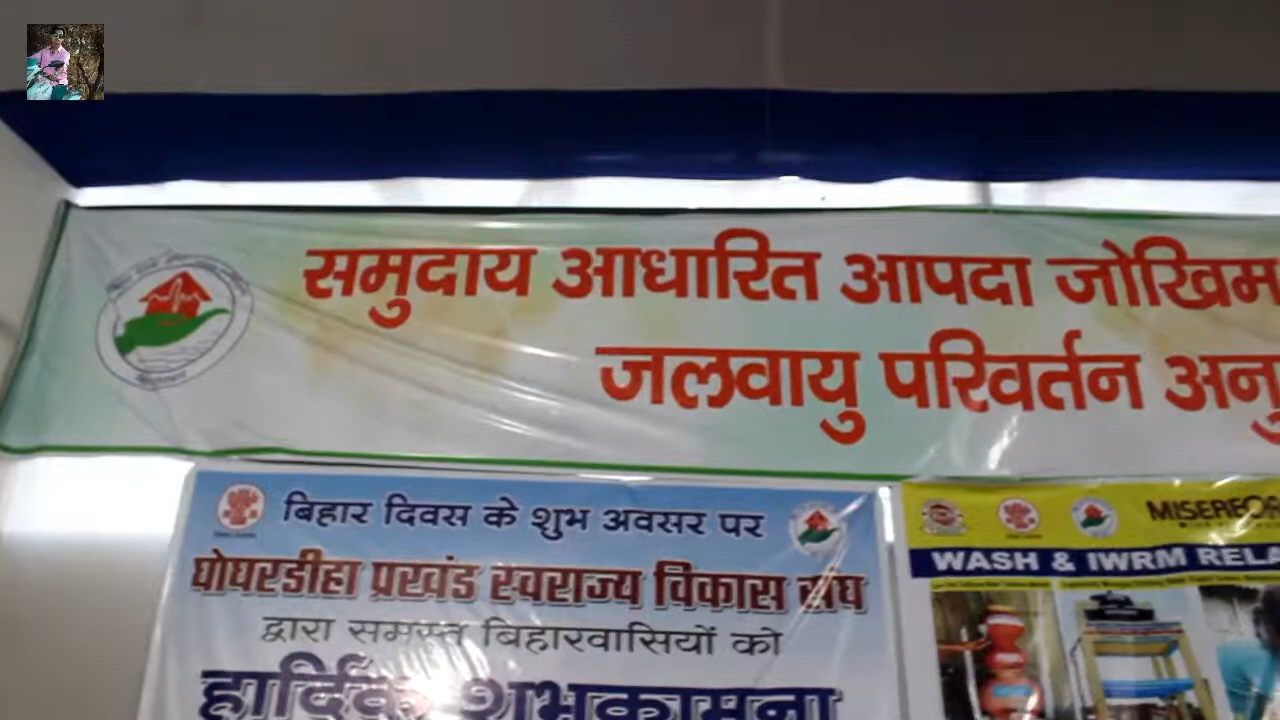 समुदाय आधारित आपदा जोखिम
जलवायु परिवर्तन अनु
बिहार दिवस के शुभ अवसर पर
घोघरडीहा प्रखंड स्वराज्य विकास संघ
द्वारा समस्त बिहारवासियों को
हार्दिक शुभकामना
MISEREOR
WASH & IWRM RELA